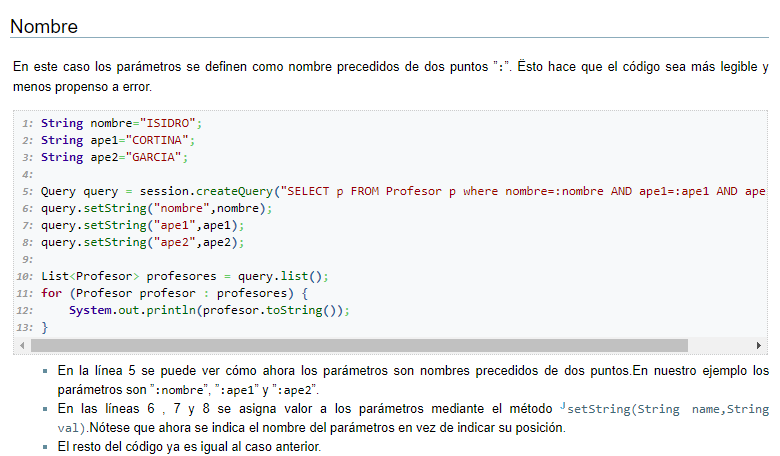 Nombre
En este caso los parámetros se definen como nombre precedidos de dos puntos ”:”. Ësto hace que el código sea más legible y
menos propenso a error.
1: String nombre="ISIDRO";
2: String ape1="CORTINA";
3: String ape2="GARCIA";
4:
5: Query query = session.createQuery("SELECT p FROM Profesor p where nombre=:nombre AND ape1=:ape1 AND ape
6: query.setString("nombre",nombre);
7: query.setString("ape1",ape1);
8: query.setString("ape2",ape2);
9:
10: List<Profesor> profesores = query.list();
11: for (Profesor profesor : profesores) {
12:     System.out.println(profesor.toString());
13: }
En la línea 5 se puede ver cómo ahora los parámetros son nombres precedidos de dos puntos.En nuestro ejemplo los
parámetros son ”:nombre”, ”:ape1” y ”:ape2”.
En las líneas 6 , 7 y 8 se asigna valor a los parámetros mediante el método setString(String name,String
val).Nótese que ahora se indica el nombre del parámetros en vez de indicar su posición.
El resto del código ya es igual al caso anterior.